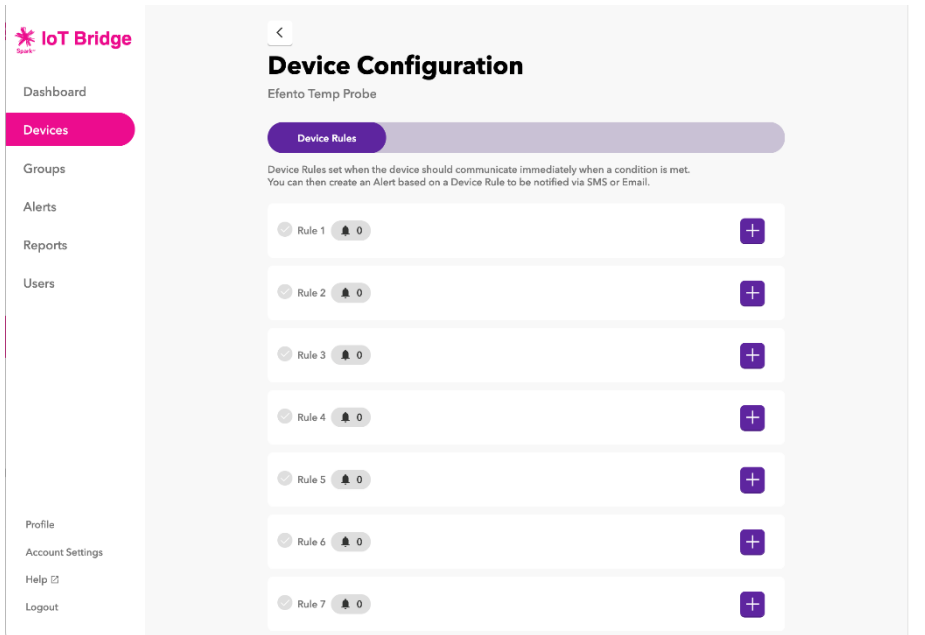 Spark
IoT Bridge
Dashboard
Devices
Groups
Alerts
Reports
Users
Profile
Account Settings
Help
Logout
Device Configuration
Efento Temp Probe
Device Rules
Device Rules set when the device should communicate immediately when a condition is met.
You can then create an Alert based on a Device Rule to be notified via SMS or Email.
Rule 1 0
Rule 2 0
Rule 3 0
Rule 4 0
Rule 5 0
Rule 6 0
Rule 7 0